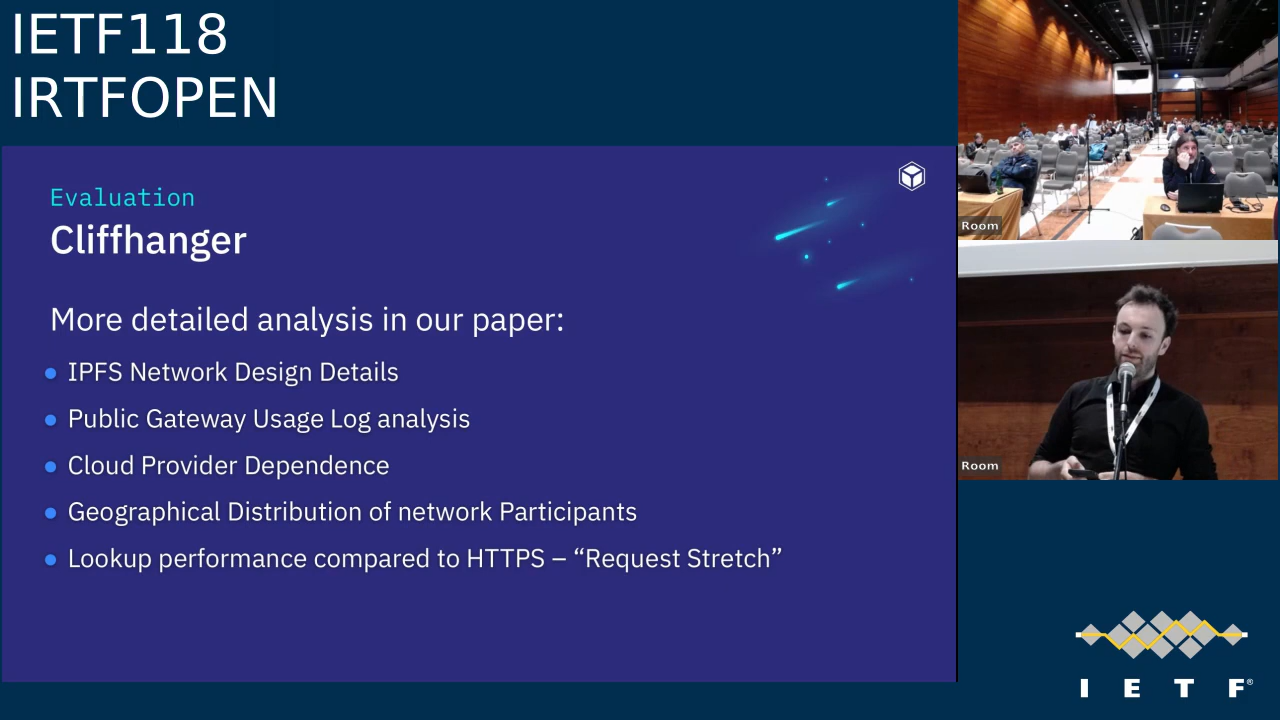 IETF118
IRTFOPEN
Evaluation
Cliffhanger
More detailed analysis in our paper:
● IPFS Network Design Details
● Public Gateway Usage Log analysis
● Cloud Provider Dependence
● Geographical Distribution of network Participants
● Lookup performance compared to HTTPS – “Request Stretch”
Room
Room
I E T F®